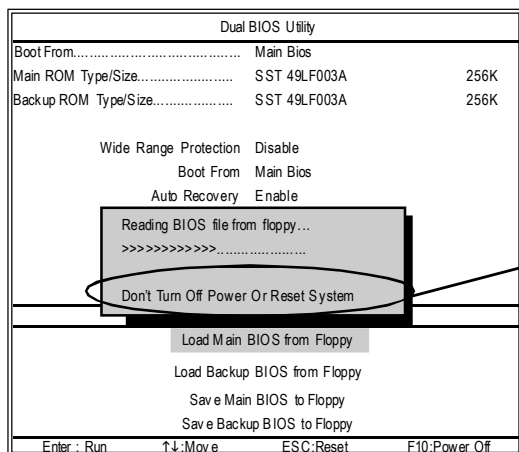 Dual BIOS Utility
Boot From........................................ Main Bios
Main ROM Type/Size...................... SST 49LF003A 256K
Backup ROM Type/Size.................. SST 49LF003A 256K
Wide Range Protection Disable
Boot From Main Bios
Auto Recovery Enable
Reading BIOS file from floppy...
>>>>>>>>>>>>.....................
Don't Turn Off Power Or Reset System
Load Main BIOS from Floppy
Load Backup BIOS from Floppy
Save Main BIOS to Floppy
Save Backup BIOS to Floppy
Enter : Run ↑↓:Move ESC:Reset F10:Power Off